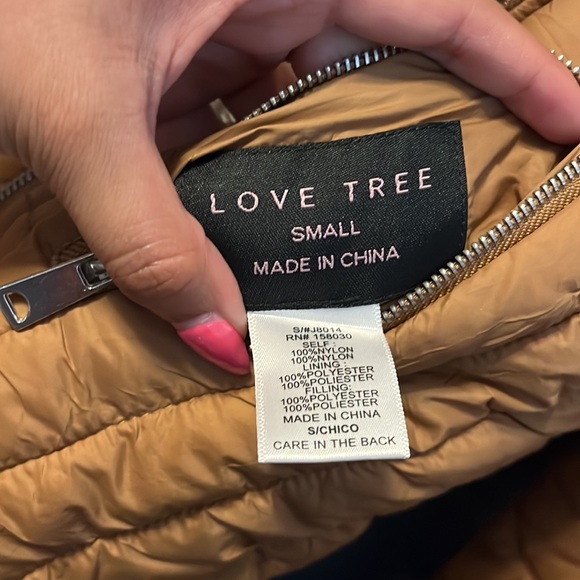 LOVE TREE
SMALL
MADE IN CHINA
S/#J8014
RN# 158030
SELF :
100%NYLON
100%NYLON
LINING :
100%POLYESTER
100%POLIESTER
FILLING:
100%POLYESTER
100%POLIESTER
MADE IN CHINA
S/CHICO
CARE IN THE BACK